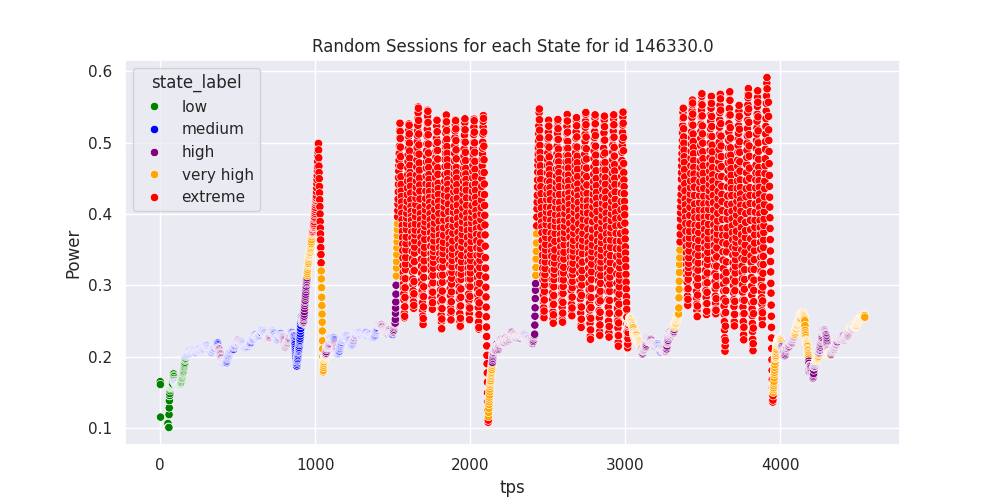 Random Sessions for each State for id 146330.0
state_label
low
medium
high
very high
extreme
Power
0.6
0.5
0.4
0.3
0.2
0.1
0 1000 2000 3000 4000
tps